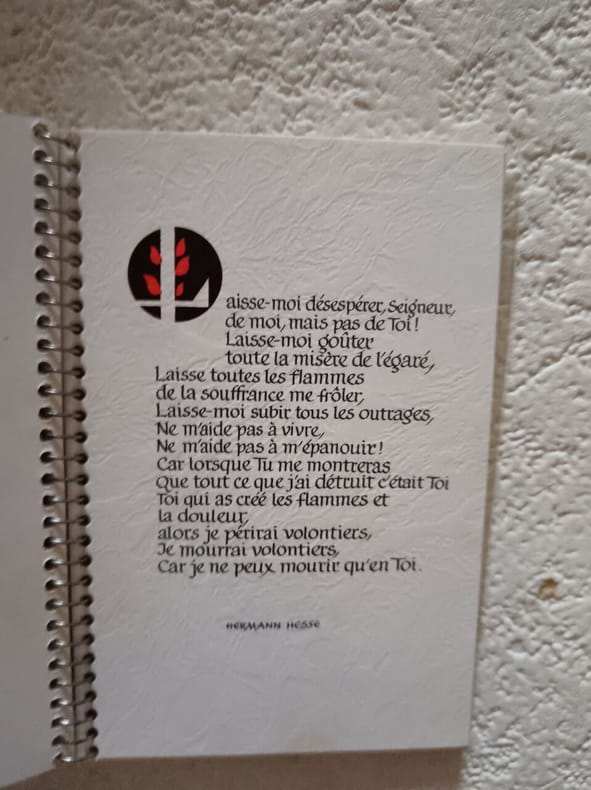 Laisse-moi désespérer, Seigneur,
de moi, mais pas de Toi !
Laisse-moi goûter
toute la misère de l'égaré,
Laisse toutes les flammes
de la souffrance me frôler,
Laisse-moi subir tous les outrages,
Ne m'aide pas à vivre,
Ne m'aide pas à m'épanouir !
Car lorsque Tu me montreras
Que tout ce que j'ai détruit c'était Toi
Toi qui as créé les flammes et
la douleur,
alors je périrai volontiers,
Je mourrai volontiers,
Car je ne peux mourir qu'en Toi.
HERMANN HESSE